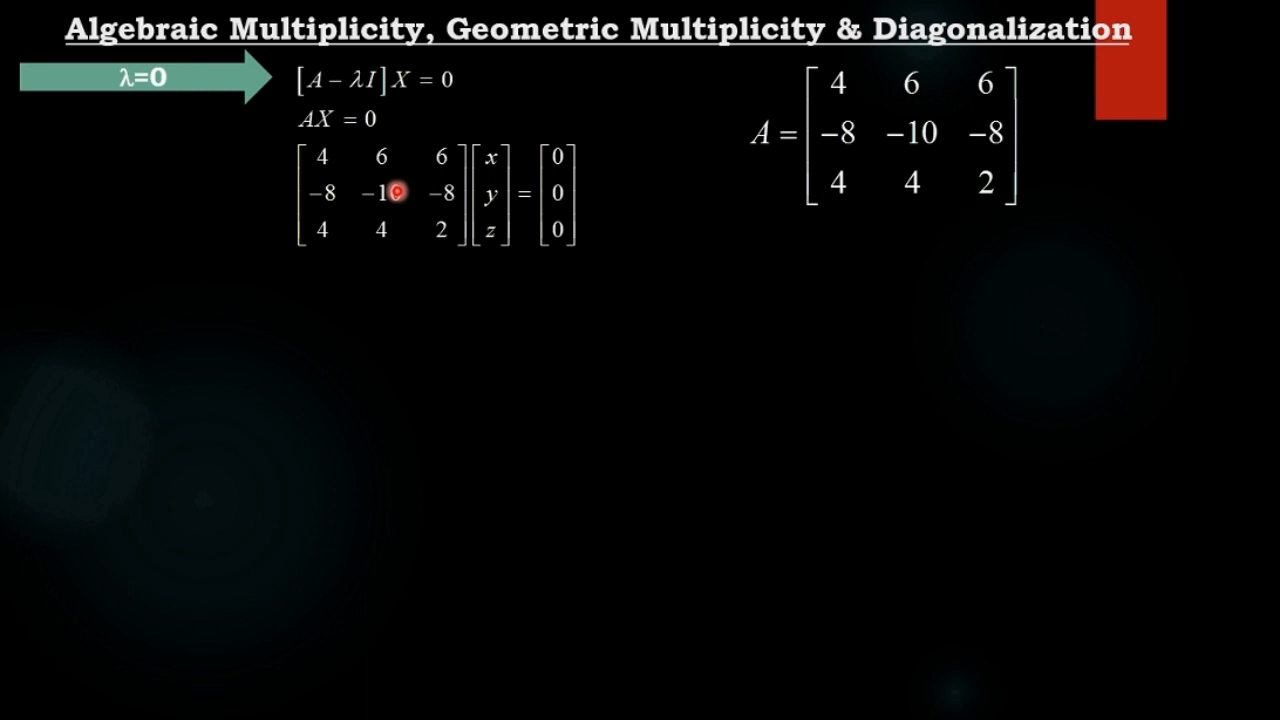 Algebraic Multiplicity, Geometric Multiplicity & Diagonalization
λ=0
[A − λI]X = 0
AX = 0
[4 6 6] [x] [0]
[−8 −10 −8] [y] = [0]
[4 4 2] [z] [0]
[4 6 6]
A = [−8 −10 −8]
[4 4 2]